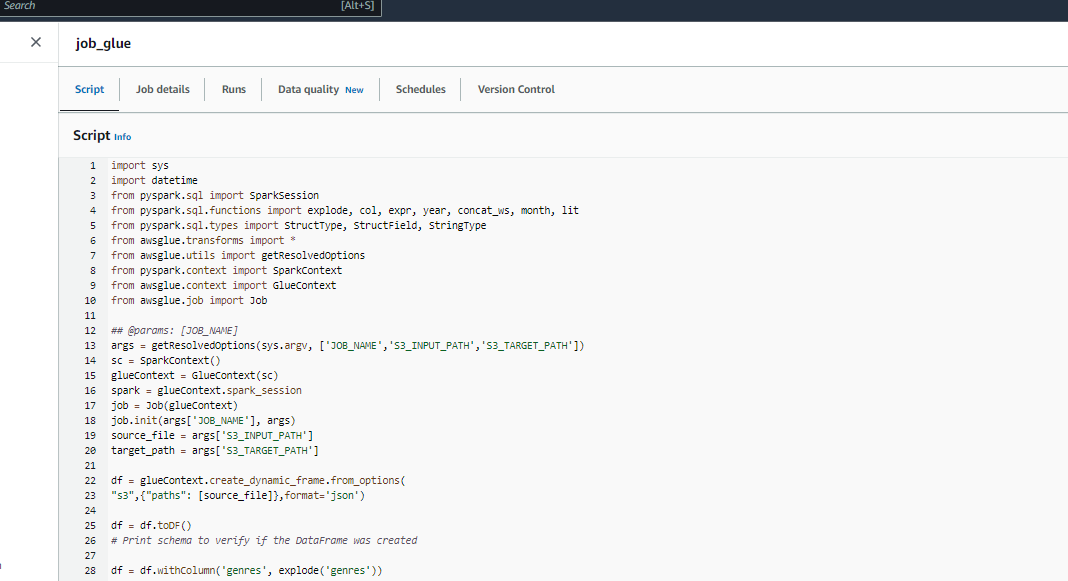 Search [Alt+S]
job_glue
Script Job details Runs Data quality New Schedules Version Control
Script Info
1 import sys
2 import datetime
3 from pyspark.sql import SparkSession
4 from pyspark.sql.functions import explode, col, expr, year, concat_ws, month, lit
5 from pyspark.sql.types import StructType, StructField, StringType
6 from awsglue.transforms import *
7 from awsglue.utils import getResolvedOptions
8 from pyspark.context import SparkContext
9 from awsglue.context import GlueContext
10 from awsglue.job import Job
11
12 ## @params: [JOB_NAME]
13 args = getResolvedOptions(sys.argv, ['JOB_NAME','S3_INPUT_PATH','S3_TARGET_PATH'])
14 sc = SparkContext()
15 glueContext = GlueContext(sc)
16 spark = glueContext.spark_session
17 job = Job(glueContext)
18 job.init(args['JOB_NAME'], args)
19 source_file = args['S3_INPUT_PATH']
20 target_path = args['S3_TARGET_PATH']
21
22 df = glueContext.create_dynamic_frame.from_options(
23 "s3",{"paths": [source_file]},format='json')
24
25 df = df.toDF()
26 # Print schema to verify if the DataFrame was created
27
28 df = df.withColumn('genres', explode('genres'))